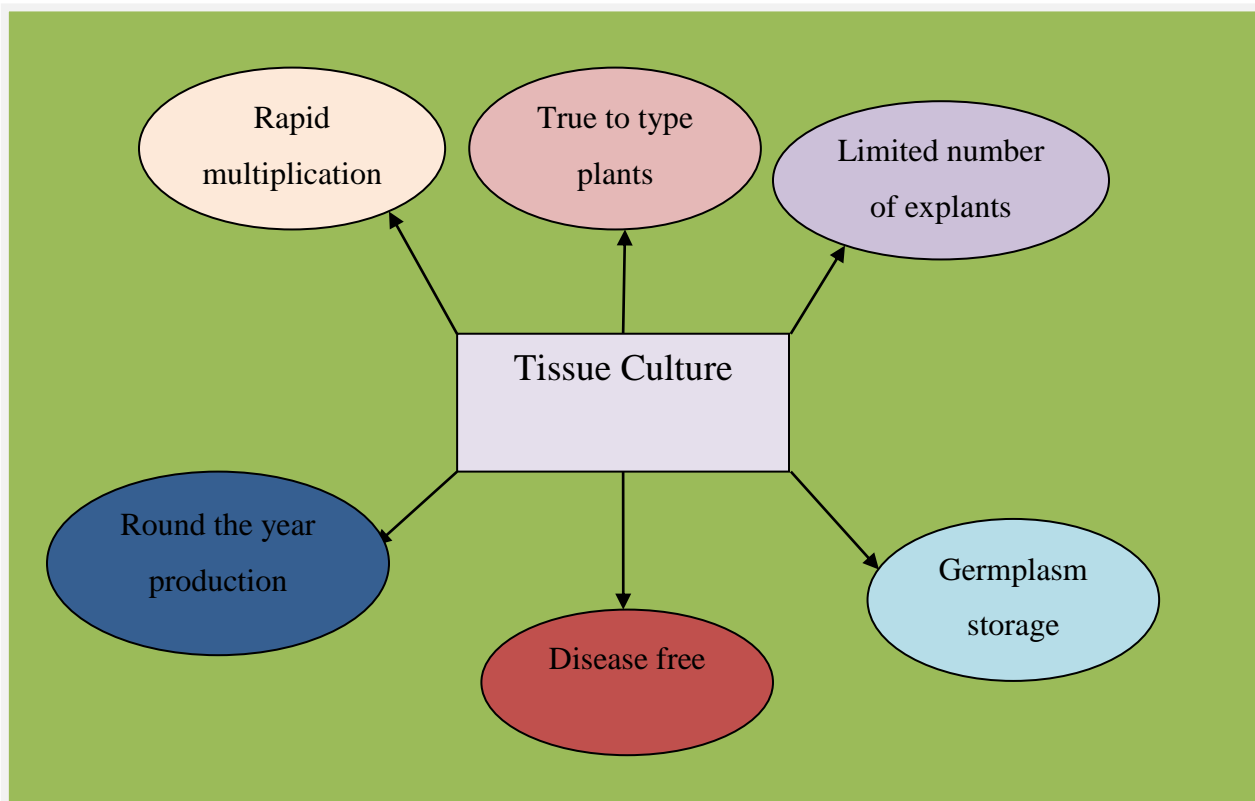 Rapid
multiplication
True to type
plants
Limited number
of explants
Tissue Culture
Round the year
production
Disease free
Germplasm
storage